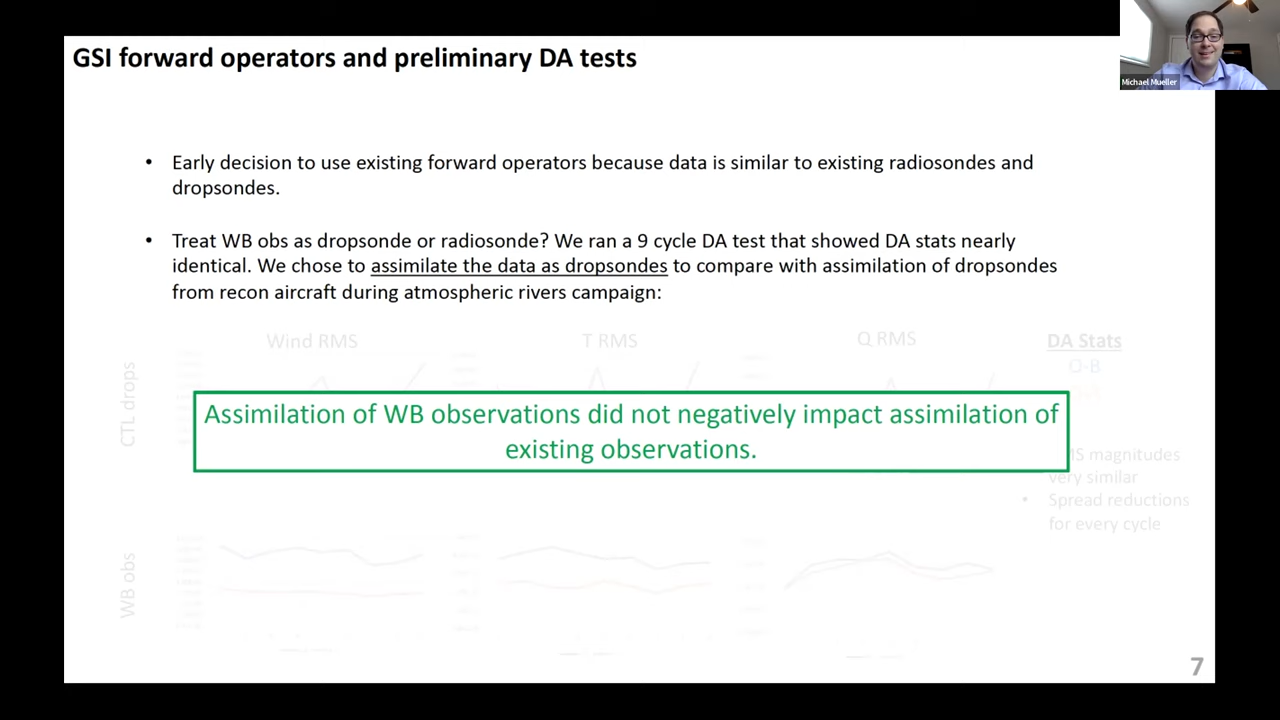 GSI forward operators and preliminary DA tests
Michael Mueller
• Early decision to use existing forward operators because data is similar to existing radiosondes and
dropsondes.
• Treat WB obs as dropsonde or radiosonde? We ran a 9 cycle DA test that showed DA stats nearly
identical. We chose to assimilate the data as dropsondes to compare with assimilation of dropsondes
from recon aircraft during atmospheric rivers campaign:
Wind RMS
T RMS
Q RMS
DA Stats
CTL drops
Assimilation of WB observations did not negatively impact assimilation of
existing observations.
magnitudes
very similar
• Spread reductions
for every cycle
WB obs
7